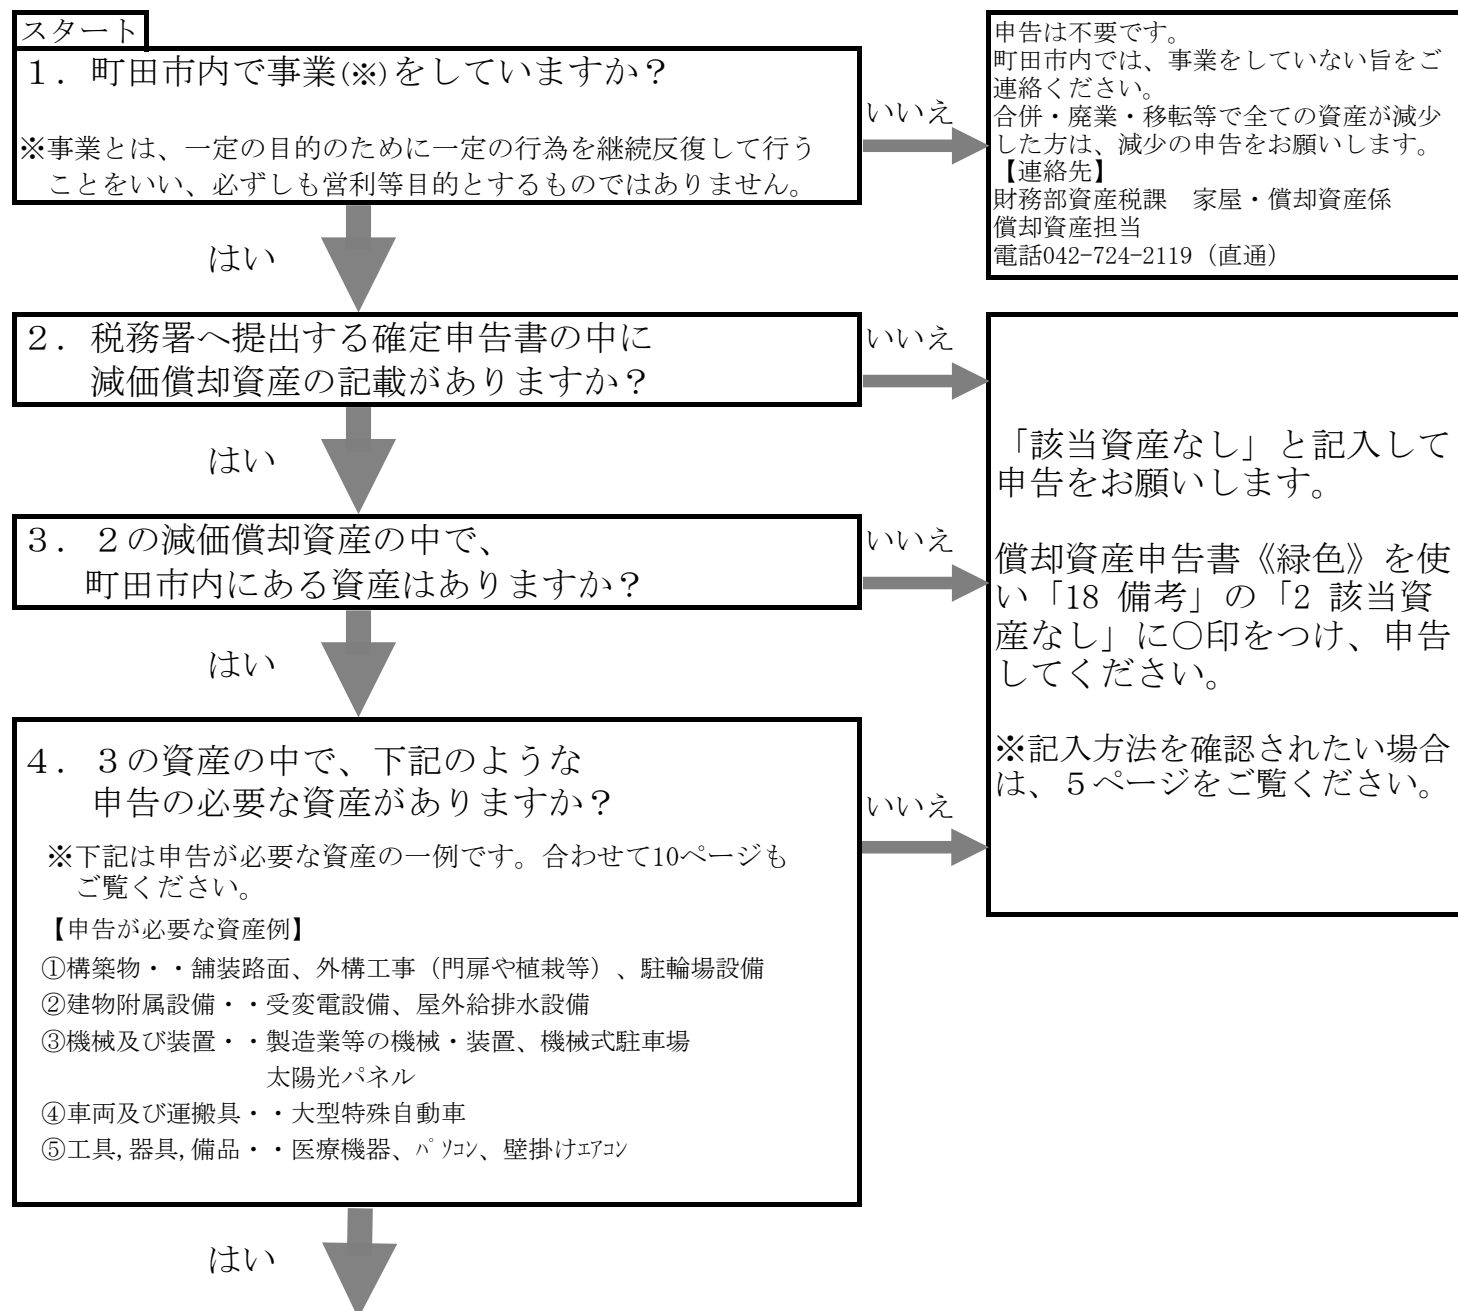 スタート
１．町田市内で事業(※)をしていますか？
※事業とは、一定の目的のために一定の行為を継続反復して行う
ことをいい、必ずしも営利等目的とするものではありません。
いいえ
申告は不要です。
町田市内では、事業をしていない旨をご
連絡ください。
合併・廃業・移転等で全ての資産が減少
した方は、減少の申告をお願いします。
【連絡先】
財務部資産税課　家屋・償却資産係
償却資産担当
電話042-724-2119（直通）
はい
２．税務署へ提出する確定申告書の中に
減価償却資産の記載がありますか？
いいえ
はい
３．２の減価償却資産の中で、
町田市内にある資産はありますか？
いいえ
はい
４．３の資産の中で、下記のような
申告の必要な資産がありますか？
※下記は申告が必要な資産の一例です。合わせて10ページも
ご覧ください。
【申告が必要な資産例】
①構築物・・舗装路面、外構工事（門扉や植栽等）、駐輪場設備
②建物附属設備・・受変電設備、屋外給排水設備
③機械及び装置・・製造業等の機械・装置、機械式駐車場
太陽光パネル
④車両及び運搬具・・大型特殊自動車
⑤工具,器具,備品・・医療機器、ﾊﾟｿｺﾝ、壁掛けｴｱｺﾝ
いいえ
「該当資産なし」と記入して
申告をお願いします。
償却資産申告書《緑色》を使
い「18 備考」の「2 該当資
産なし」に○印をつけ、申告
してください。
※記入方法を確認されたい場合
は、５ページをご覧ください。
はい